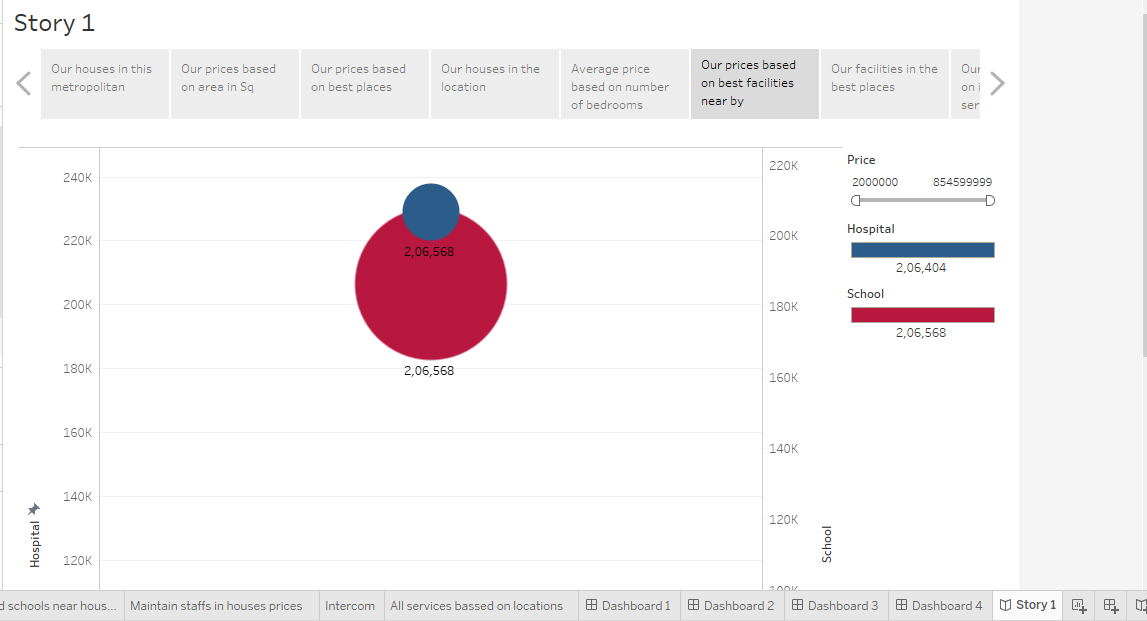 Story 1
Our houses in this
metropolitan
Our prices based
on area in Sq
Our prices based
on best places
Our houses in the
location
Average price
based on number
of bedrooms
Our prices based
on best facilities
near by
Our facilities in the
best places
Our
on i
ser
240K
220K
200K
180K
160K
140K
120K
Hospital
2,06,568
2,06,568
220K
200K
180K
160K
140K
120K
100K
School
Price
2000000 854599999
Hospital
2,06,404
School
2,06,568
d schools near hous... Maintain staffs in houses prices Intercom All services bassed on locations Dashboard 1 Dashboard 2 Dashboard 3 Dashboard 4 Story 1